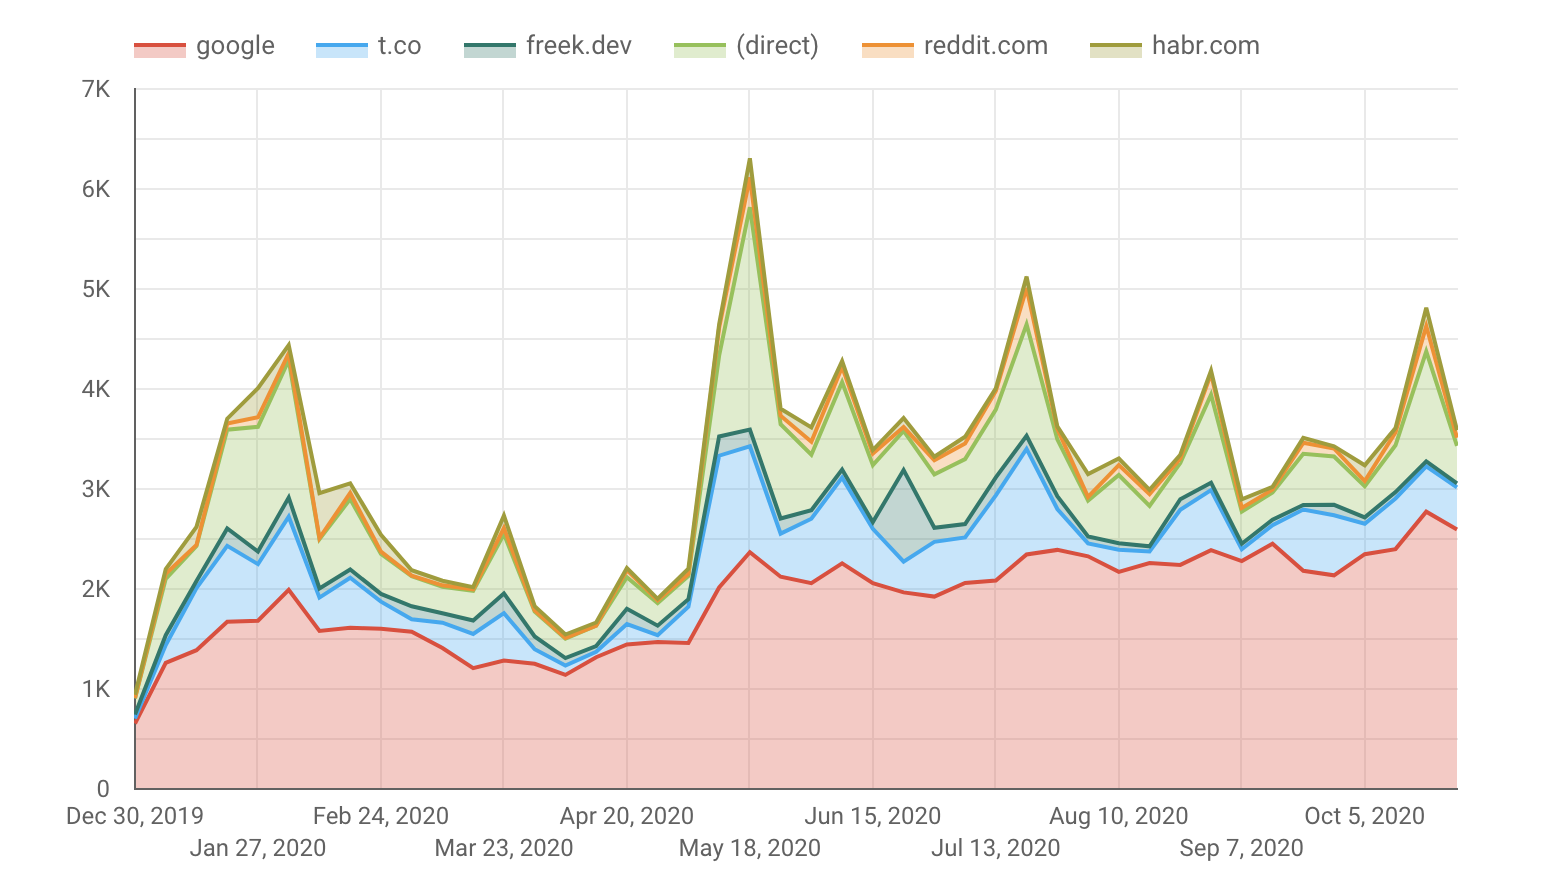 google t.co freek.dev (direct) reddit.com habr.com
7K
6K
5K
4K
3K
2K
1K
0
Dec 30, 2019 Feb 24, 2020 Apr 20, 2020 Jun 15, 2020 Aug 10, 2020 Oct 5, 2020
Jan 27, 2020 Mar 23, 2020 May 18, 2020 Jul 13, 2020 Sep 7, 2020